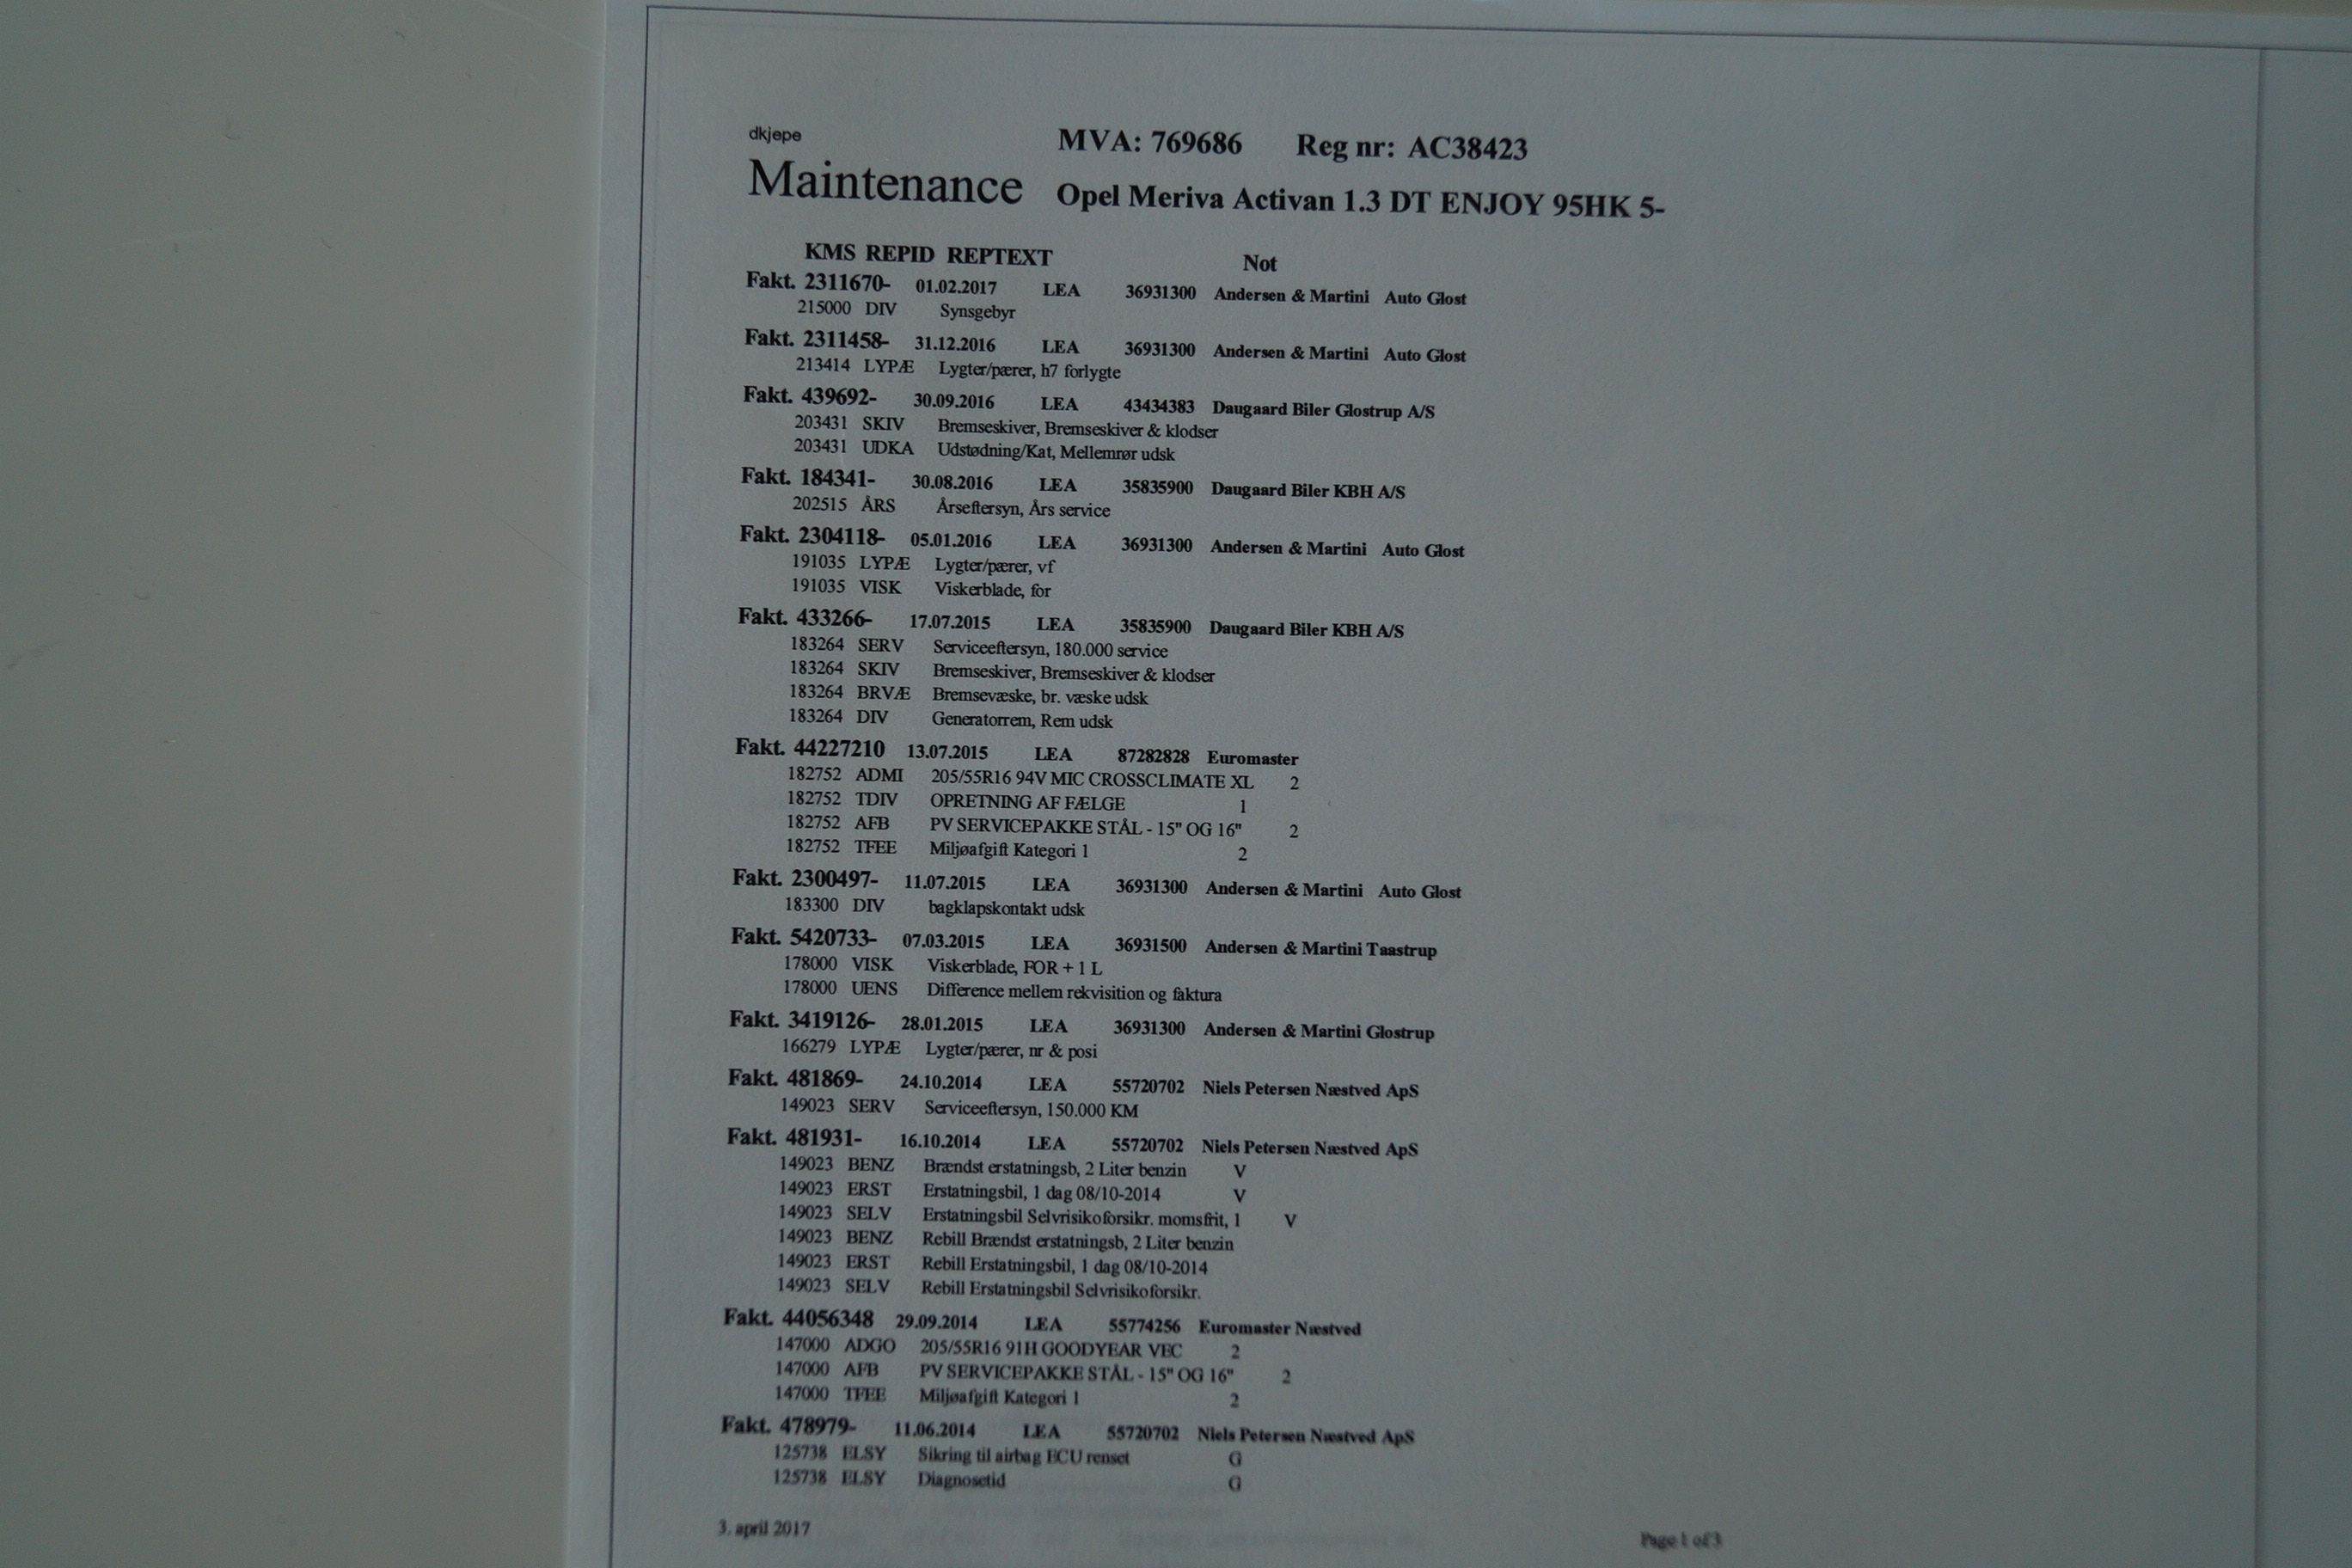 dkjepe
MVA: 769686 Reg nr: AC38423
Maintenance Opel Meriva Activan 1.3 DT ENJOY 95HK 5-
KMS REPID REPTEXT Not
Fakt. 2311670- 01.02.2017 LEA 36931300 Andersen & Martini Auto Glost
215000 DIV Synsgebyr
Fakt. 2311458- 31.12.2016 LEA 36931300 Andersen & Martini Auto Glost
213414 LYPÆ Lygter/pærer, h7 forlygte
Fakt. 439692- 30.09.2016 LEA 43434383 Daugaard Biler Glostrup A/S
203431 SKIV Bremseskiver, Bremseskiver & klodser
203431 UDKA Udstødning/Kat, Mellemrør udsk
Fakt. 184341- 30.08.2016 LEA 35835900 Daugaard Biler KBH A/S
202515 ÅRS Årseftersyn, Års service
Fakt. 2304118- 05.01.2016 LEA 36931300 Andersen & Martini Auto Glost
191035 LYPÆ Lygter/pærer, vf
191035 VISK Viskerblade, for
Fakt. 433266- 17.07.2015 LEA 35835900 Daugaard Biler KBH A/S
183264 SERV Serviceeftersyn, 180.000 service
183264 SKIV Bremseskiver, Bremseskiver & klodser
183264 BRVÆ Bremsevæske, br. væske udsk
183264 DIV Generatorrem, Rem udsk
Fakt. 44227210 13.07.2015 LEA 87282828 Euromaster
182752 ADMI 205/55R16 94V MIC CROSSCLIMATE XL 2
182752 TDIV OPRETNING AF FÆLGE 1
182752 AFB PV SERVICEPAKKE STÅL - 15" OG 16" 2
182752 TFEE Miljøafgift Kategori 1 2
Fakt. 2300497- 11.07.2015 LEA 36931300 Andersen & Martini Auto Glost
183300 DIV bagklapskontakt udsk
Fakt. 5420733- 07.03.2015 LEA 36931500 Andersen & Martini Taastrup
178000 VISK Viskerblade, FOR + 1 L
178000 UENS Difference mellem rekvisition og faktura
Fakt. 3419126- 28.01.2015 LEA 36931300 Andersen & Martini Glostrup
166279 LYPÆ Lygter/pærer, nr & posi
Fakt. 481869- 24.10.2014 LEA 55720702 Niels Petersen Næstved ApS
149023 SERV Serviceeftersyn, 150.000 KM
Fakt. 481931- 16.10.2014 LEA 55720702 Niels Petersen Næstved ApS
149023 BENZ Brændst erstatningsb, 2 Liter benzin V
149023 ERST Erstatningsbil, 1 dag 08/10-2014 V
149023 SELV Erstatningsbil Selvrisikoforsikr. momsfrit, 1 V
149023 BENZ Rebill Brændst erstatningsb, 2 Liter benzin
149023 ERST Rebill Erstatningsbil, 1 dag 08/10-2014
149023 SELV Rebill Erstatningsbil Selvrisikoforsikr.
Fakt. 44056348 29.09.2014 LEA 55774256 Euromaster Næstved
147000 ADGO 205/55R16 91H GOODYEAR VEC 2
147000 AFB PV SERVICEPAKKE STÅL - 15" OG 16" 2
147000 TFEE Miljøafgift Kategori 1 2
Fakt. 478979- 11.06.2014 LEA 55720702 Niels Petersen Næstved ApS
125738 ELSY Sikring til airbag ECU renset G
125738 ELSY Diagnosetid G
3. april 2017 Page 1 of 3